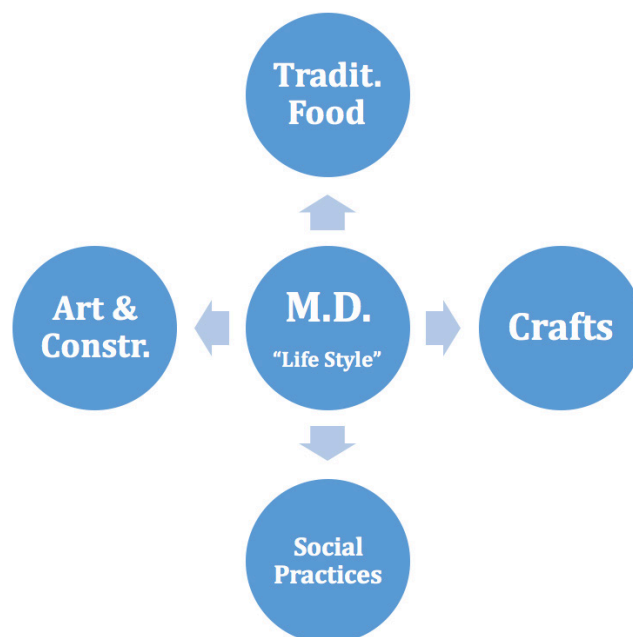 Tradit.
Food
Art &
Constr.
M.D.
“Life Style”
Crafts
Social
Practices